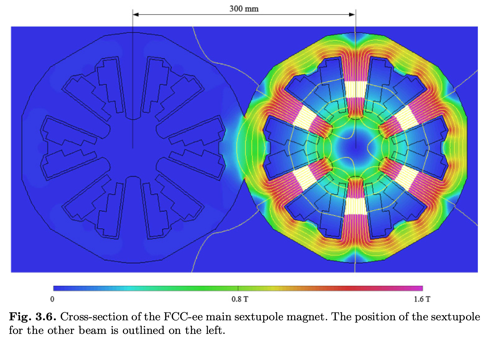 300 mm
0 0.8 T 1.6 T
Fig. 3.6. Cross-section of the FCC-ee main sextupole magnet. The position of the sextupole
for the other beam is outlined on the left.